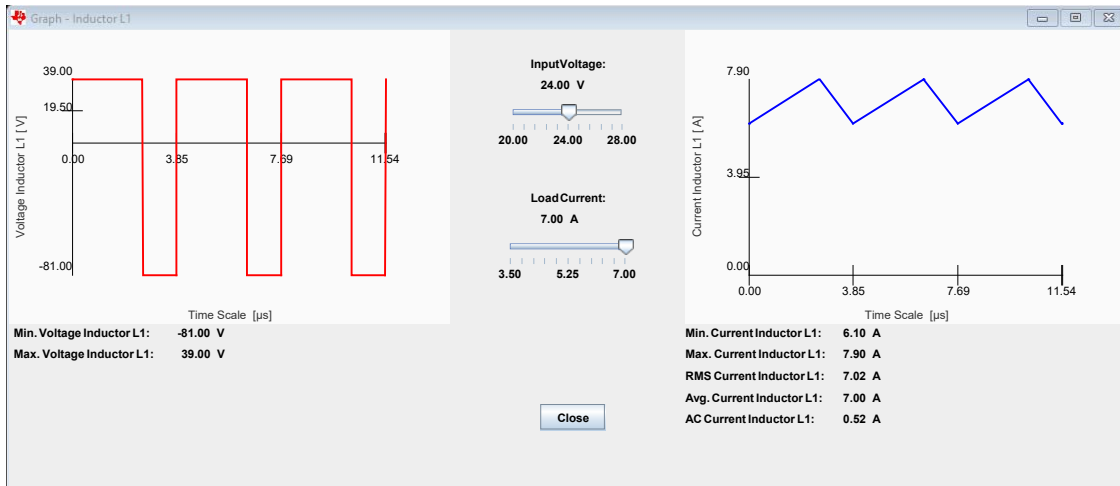 Graph - Inductor L1
39.00
19.50
0.00 3.85 7.69 11.54
-81.00
Voltage Inductor L1 [ V]
Time Scale [µs]
Min. Voltage Inductor L1: -81.00 V
Max. Voltage Inductor L1: 39.00 V
Input Voltage:
24.00 V
20.00 24.00 28.00
Load Current:
7.00 A
3.50 5.25 7.00
Close
7.90
3.95
0.00
0.00 3.85 7.69 11.54
Current Inductor L1 [ A]
Time Scale [µs]
Min. Current Inductor L1: 6.10 A
Max. Current Inductor L1: 7.90 A
RMS Current Inductor L1: 7.02 A
Avg. Current Inductor L1: 7.00 A
AC Current Inductor L1: 0.52 A